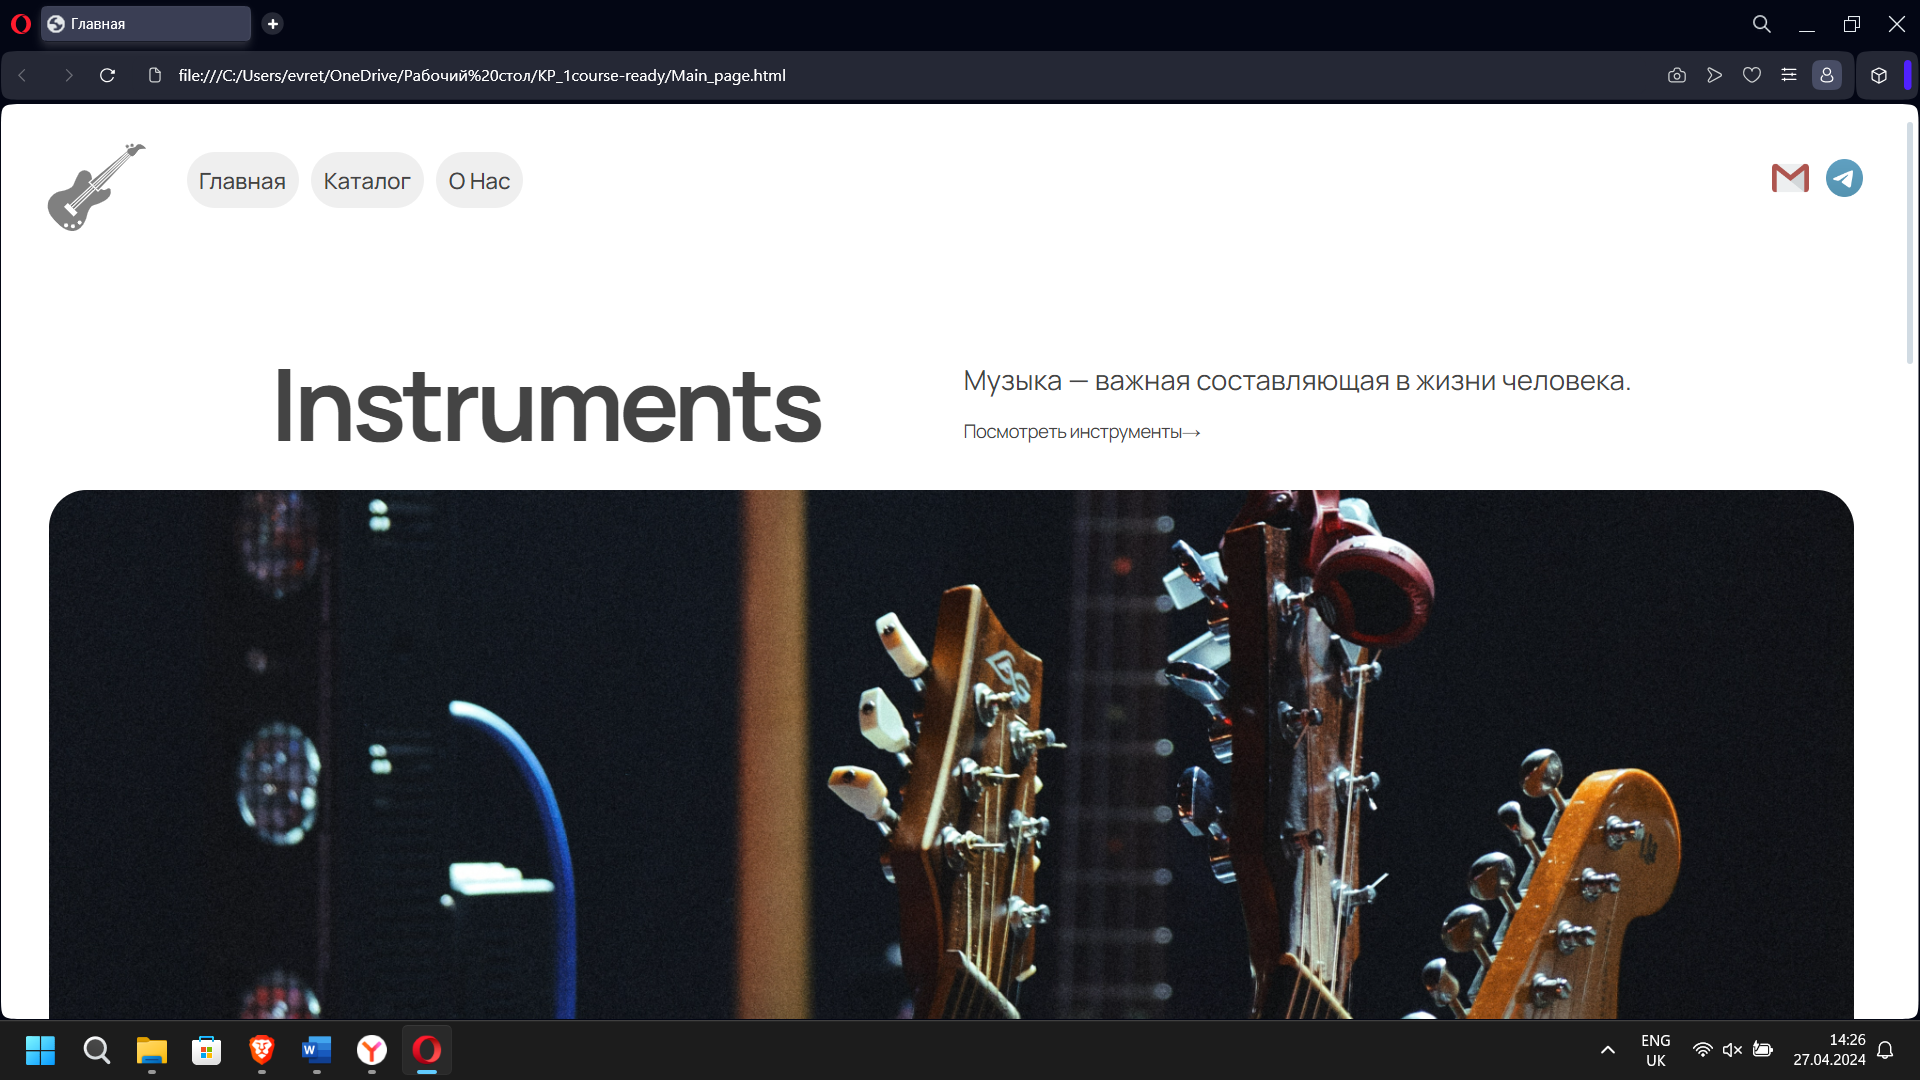 Главная
file:///C:/Users/evret/OneDrive/Рабочий%20стол/KP_1course-ready/Main_page.html
Главная
Каталог
О Нас
Instruments
Музыка — важная составляющая в жизни человека.
Посмотреть инструменты→
ENG
UK
14:26
27.04.2024